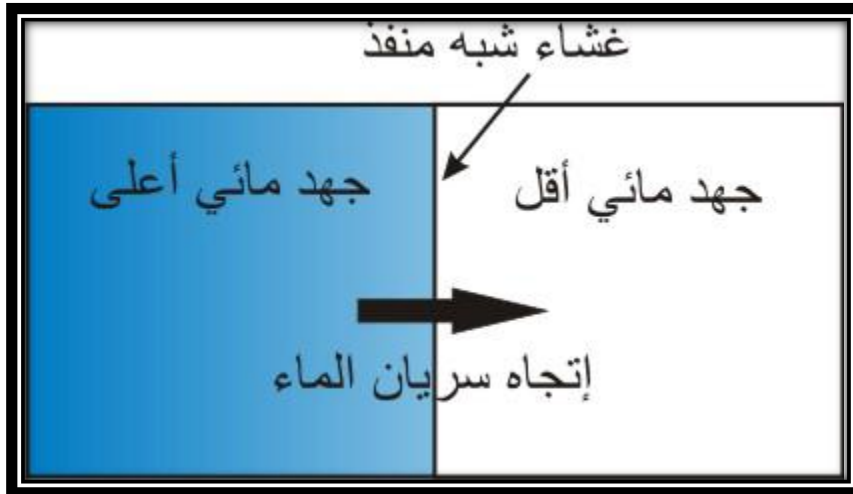 غشاء شبه منفذ
جهد مائي أقل
جهد مائي أعلى
إتجاه سريان الماء